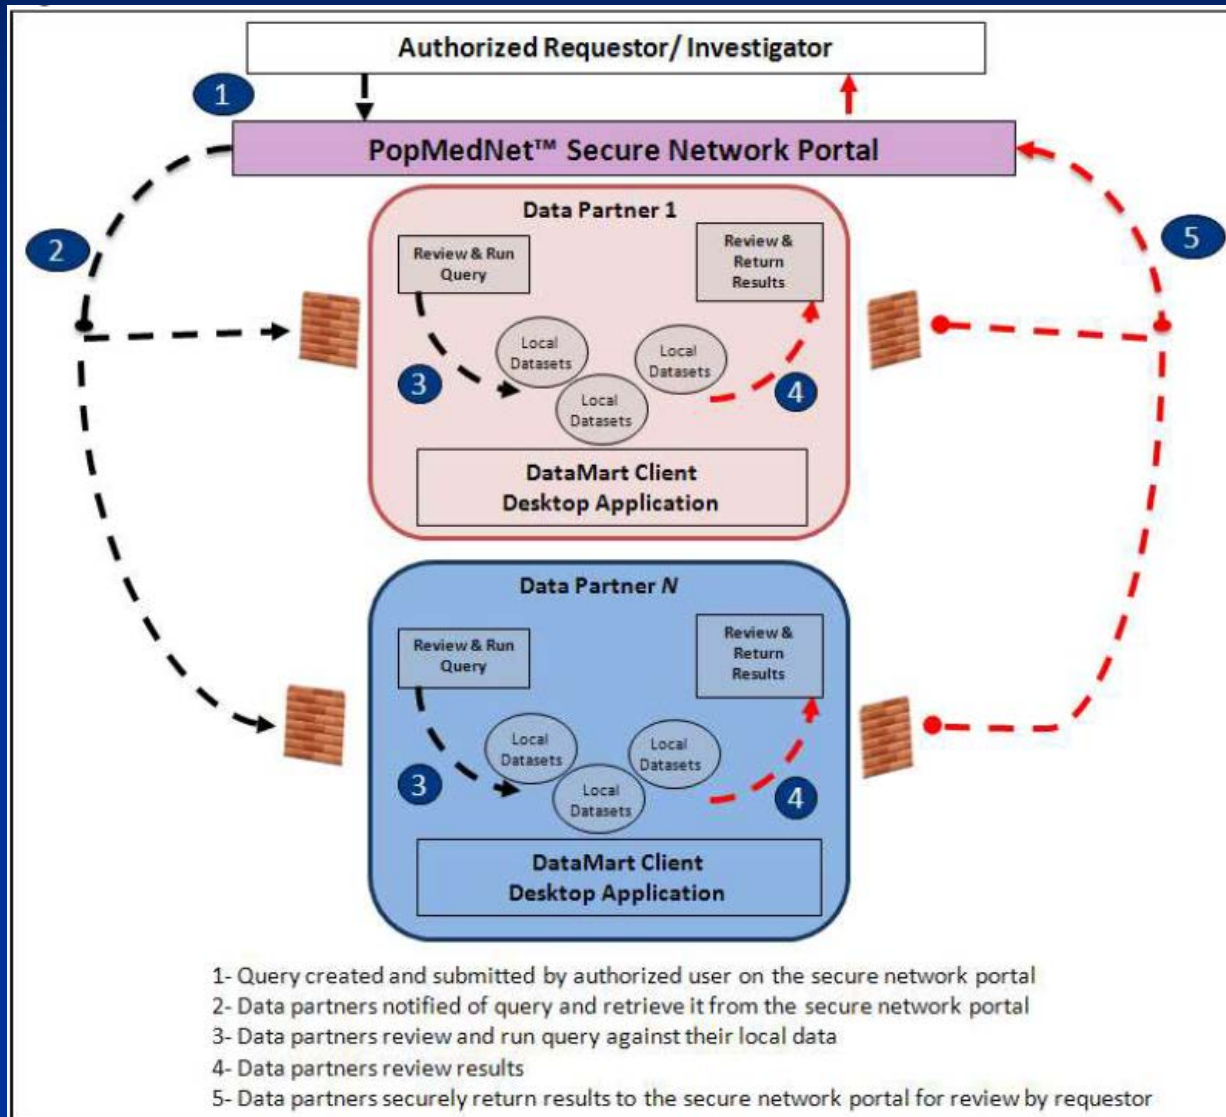 Authorized Requestor/ Investigator
1
PopMedNet™ Secure Network Portal
2
5
Data Partner 1
Review & Run
Query
Review &
Return
Results
Local
Datasets
Local
Datasets
Local
Datasets
3
4
DataMart Client
Desktop Application
Data Partner N
Review & Run
Query
Review &
Return
Results
Local
Datasets
Local
Datasets
Local
Datasets
3
4
DataMart Client
Desktop Application
1- Query created and submitted by authorized user on the secure network portal
2- Data partners notified of query and retrieve it from the secure network portal
3- Data partners review and run query against their local data
4- Data partners review results
5- Data partners securely return results to the secure network portal for review by requestor